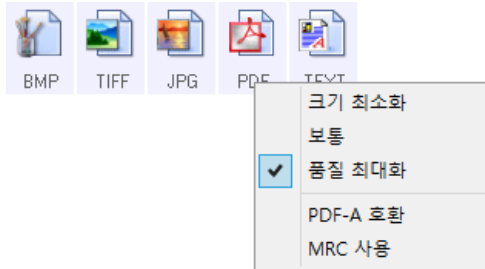 BMP TIFF JPG PDF TEXT
크기 최소화
보통
품질 최대화
PDF-A 호환
MRC 사용